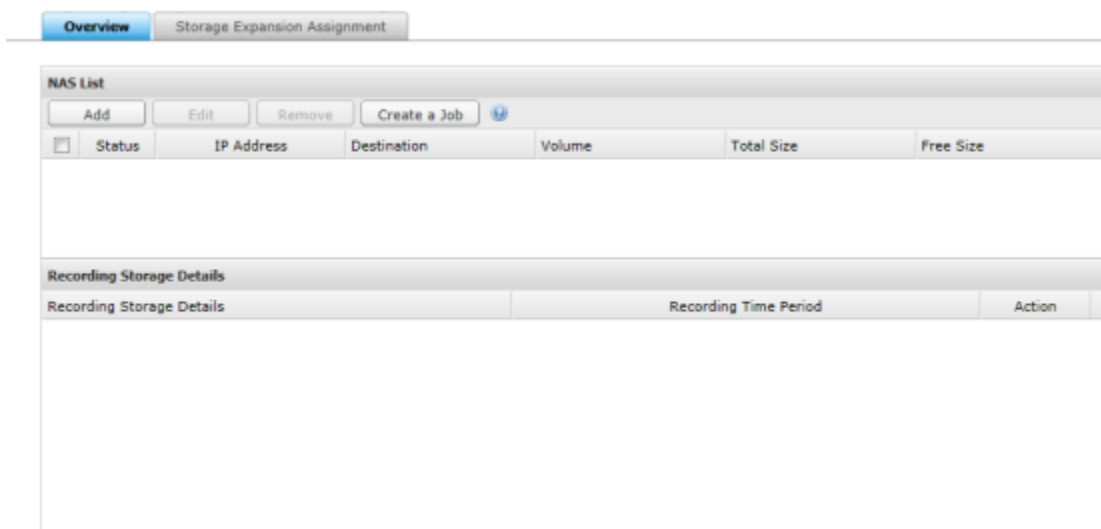 Overview Storage Expansion Assignment
NAS List
Add Edit Remove Create a Job
Status IP Address Destination Volume Total Size Free Size
Recording Storage Details
Recording Storage Details Recording Time Period Action